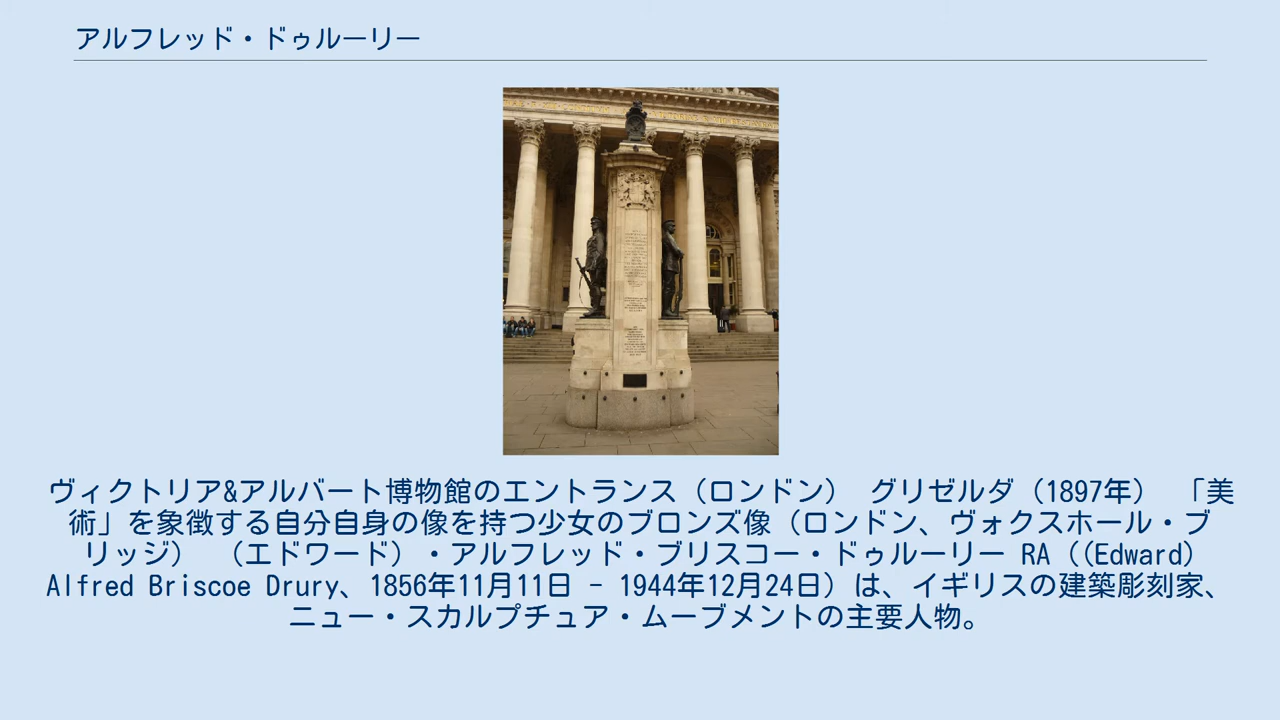 アルフレッド・ドゥルーリー
ヴィクトリア&アルバート博物館のエントランス（ロンドン） グリゼルダ（1897年） 「美
術」を象徴する自分自身の像を持つ少女のブロンズ像（ロンドン、ヴォクスホール・ブ
リッジ） （エドワード）・アルフレッド・ブリスコー・ドゥルーリー RA（(Edward)
Alfred Briscoe Drury、1856年11月11日 – 1944年12月24日）は、イギリスの建築彫刻家、
ニュー・スカルプチュア・ムーブメントの主要人物。